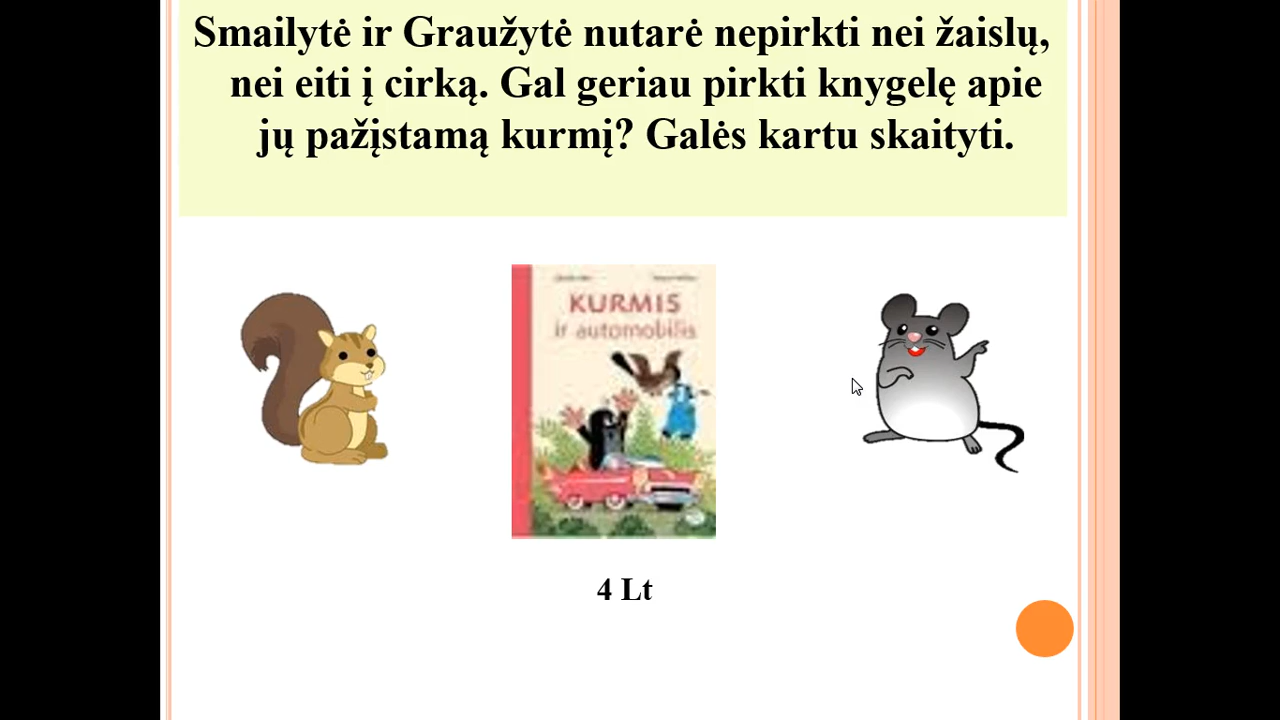 Smailytė ir Graužytė nutarė nepirkti nei žaislų,
nei eiti į cirką. Gal geriau pirkti knygelę apie
jų pažįstamą kurmį? Galės kartu skaityti.
KURMIS
ir automobilis
4 Lt